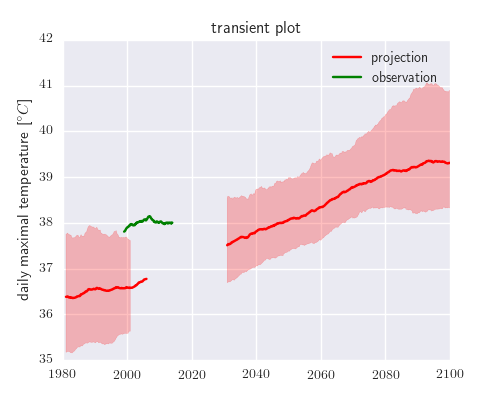 transient plot
projection
observation
daily maximal temperature [°C]
42
41
40
39
38
37
36
35
1980 2000 2020 2040 2060 2080 2100